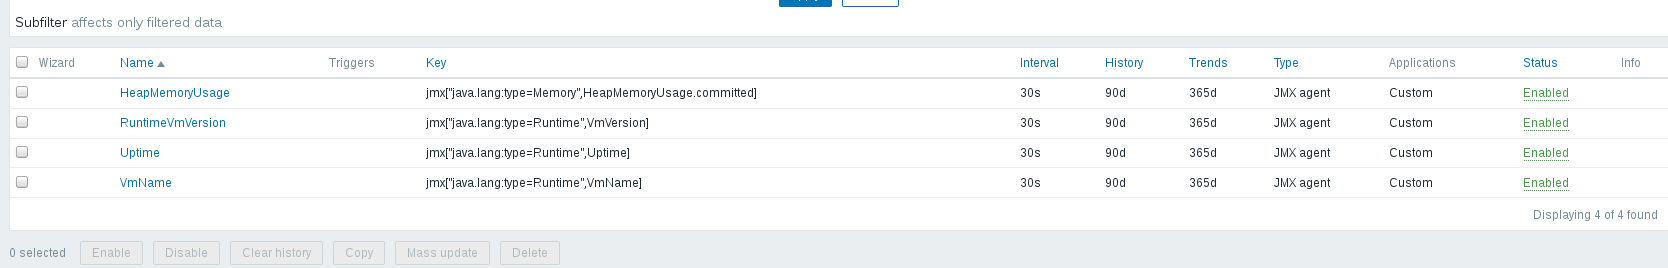 Subfilter affects only filtered data
Wizard Name Triggers Key Interval History Trends Type Applications Status Info
HeapMemoryUsage jmx["java.lang:type=Memory",HeapMemoryUsage.committed] 30s 90d 365d JMX agent Custom Enabled
RuntimeVmVersion jmx["java.lang:type=Runtime",VmVersion] 30s 90d 365d JMX agent Custom Enabled
Uptime jmx["java.lang:type=Runtime",Uptime] 30s 90d 365d JMX agent Custom Enabled
VmName jmx["java.lang:type=Runtime",VmName] 30s 90d 365d JMX agent Custom Enabled
Displaying 4 of 4 found
0 selected Enable Disable Clear history Copy Mass update Delete